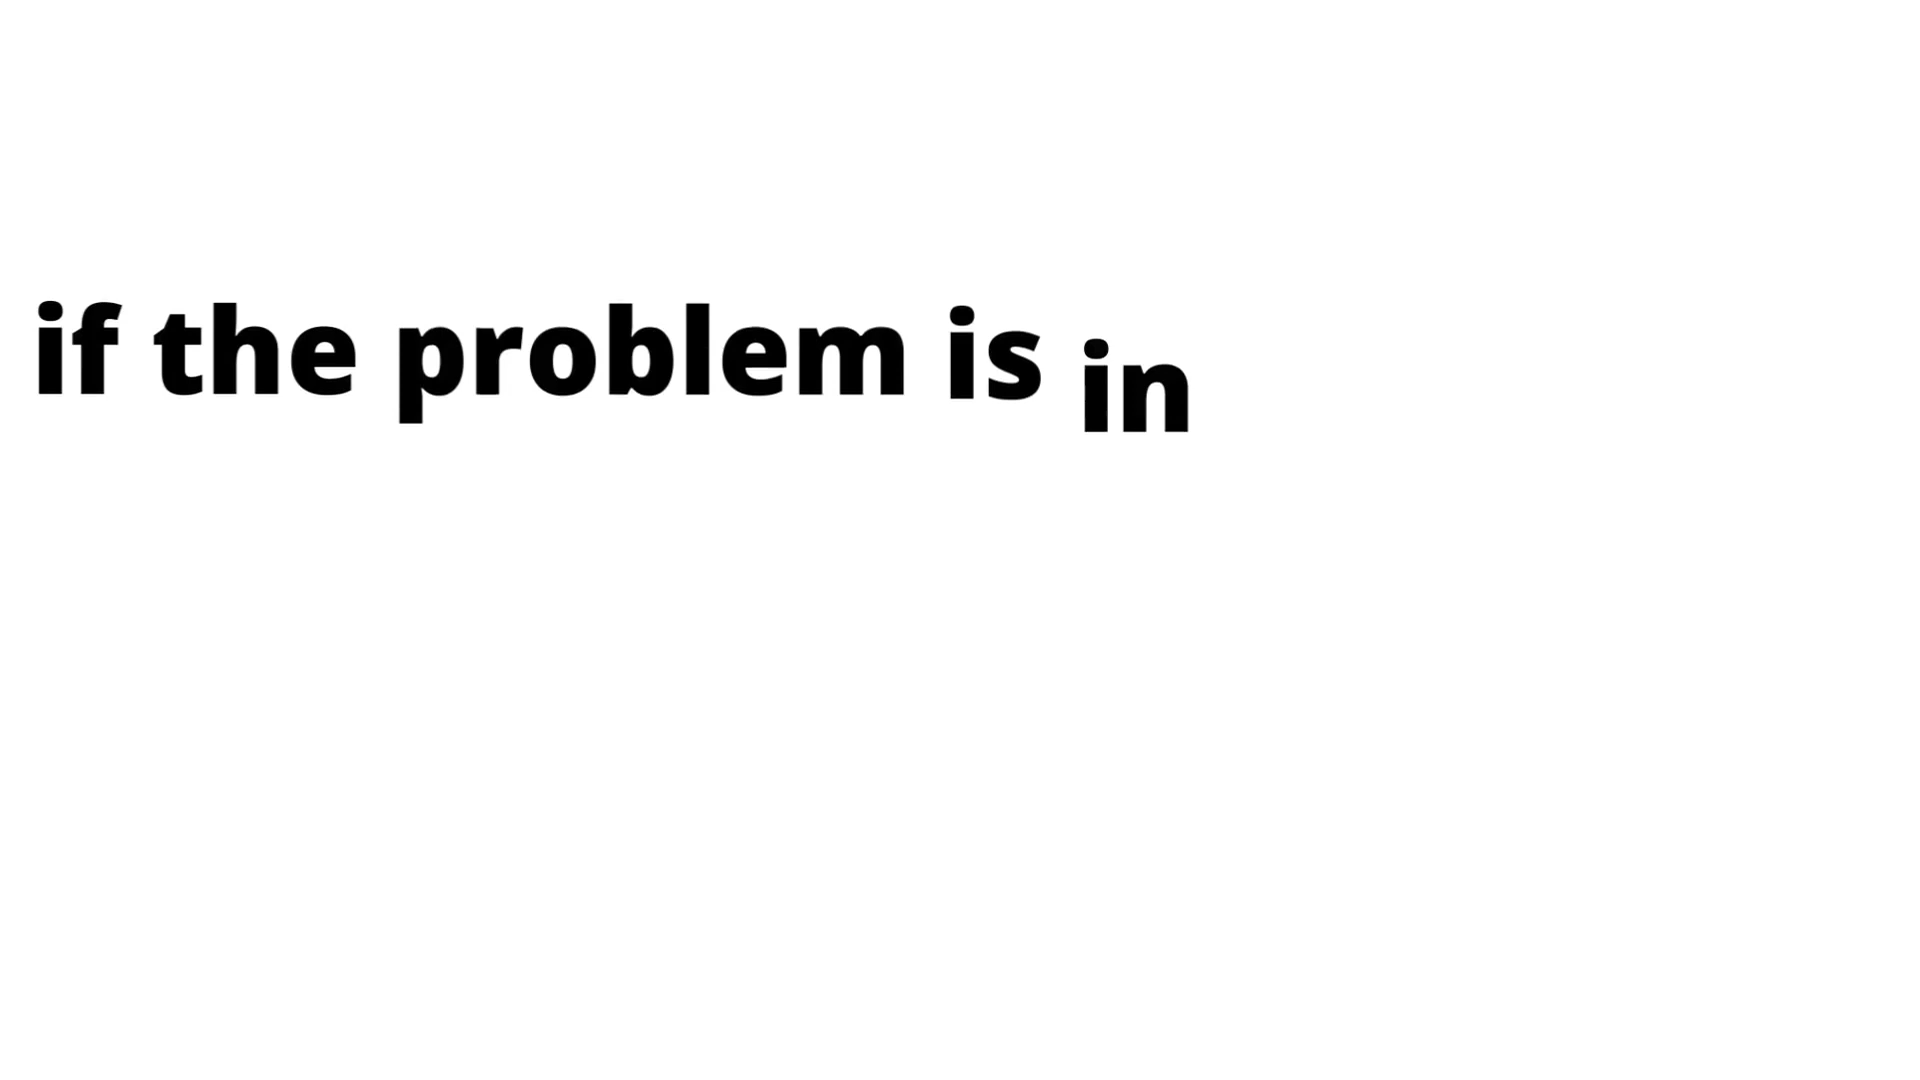 if the problem is in